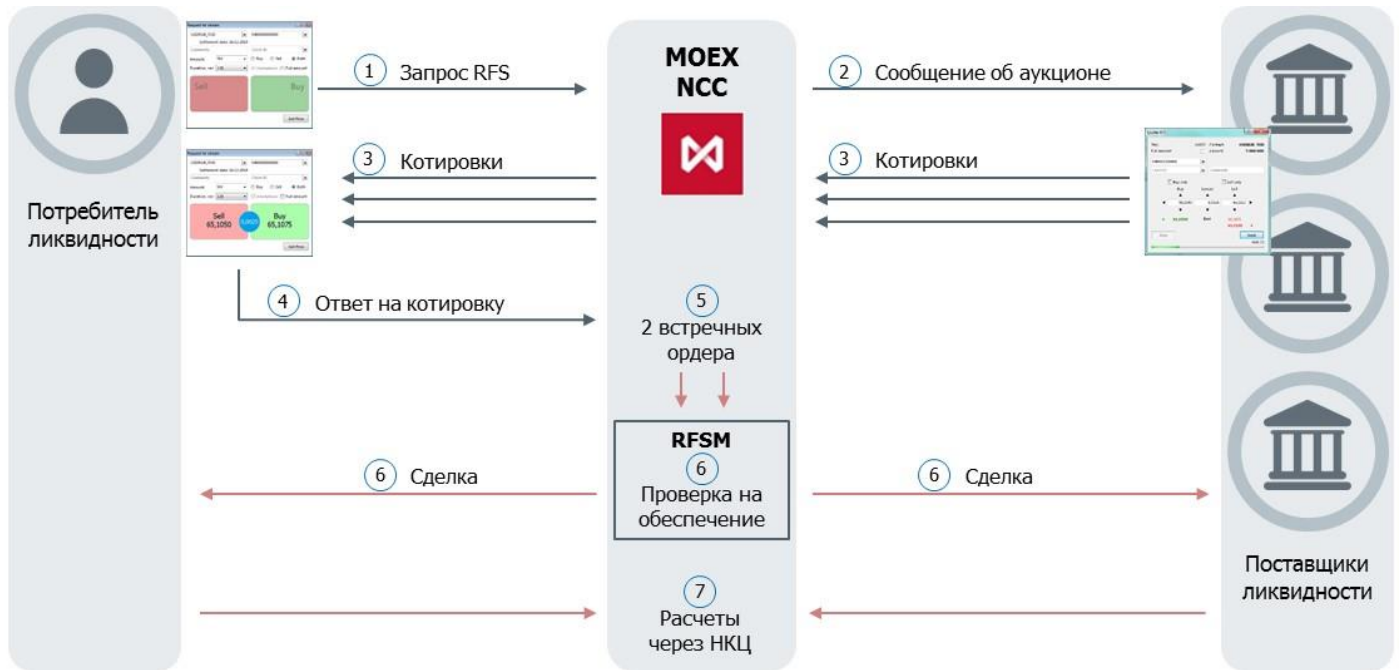 MOEX
NCC
1 Запрос RFS
2 Сообщение об аукционе
Sell
Buy
3 Котировки
3 Котировки
Sell
65,1050
Buy
65,1075
Потребитель
ликвидности
4 Ответ на котировку
5
2 встречных
ордера
RFSM
6
Проверка на
обеспечение
6 Сделка
6 Сделка
Поставщики
ликвидности
7
Расчеты
через НКЦ